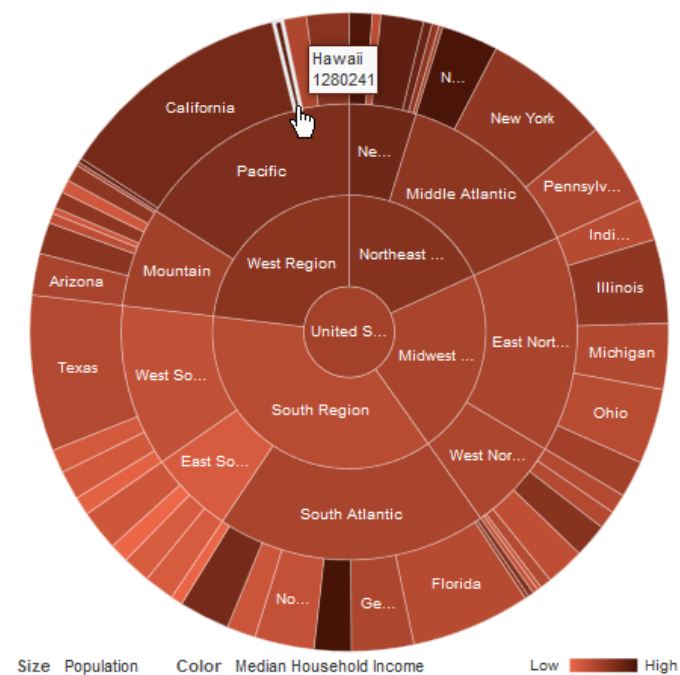 Hawaii
1280241
N...
California
New York
Ne...
Pacific
Pennsylv...
Middle Atlantic
Indi...
Northeast ...
West Region
Mountain
Arizona
Illinois
United S...
East Nort...
Midwest ...
Michigan
Texas
West So...
South Region
Ohio
West Nor...
East So...
South Atlantic
Florida
No...
Ge...
Size Population Color Median Household Income Low High